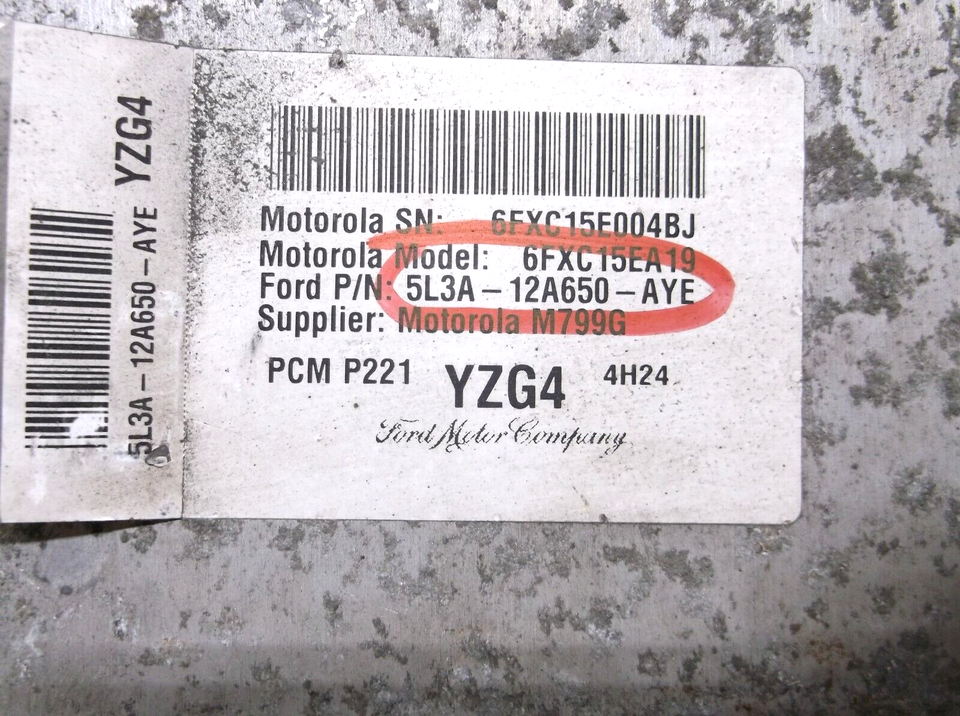 YZG4
5L3A-12A650-AYE
Motorola SN: 6FXC15E004BJ
Motorola Model: 6FXC15EA19
Ford P/N: 5L3A-12A650-AYE
Supplier: Motorola M799G
PCM P221 YZG4 4H24
Ford Motor Company